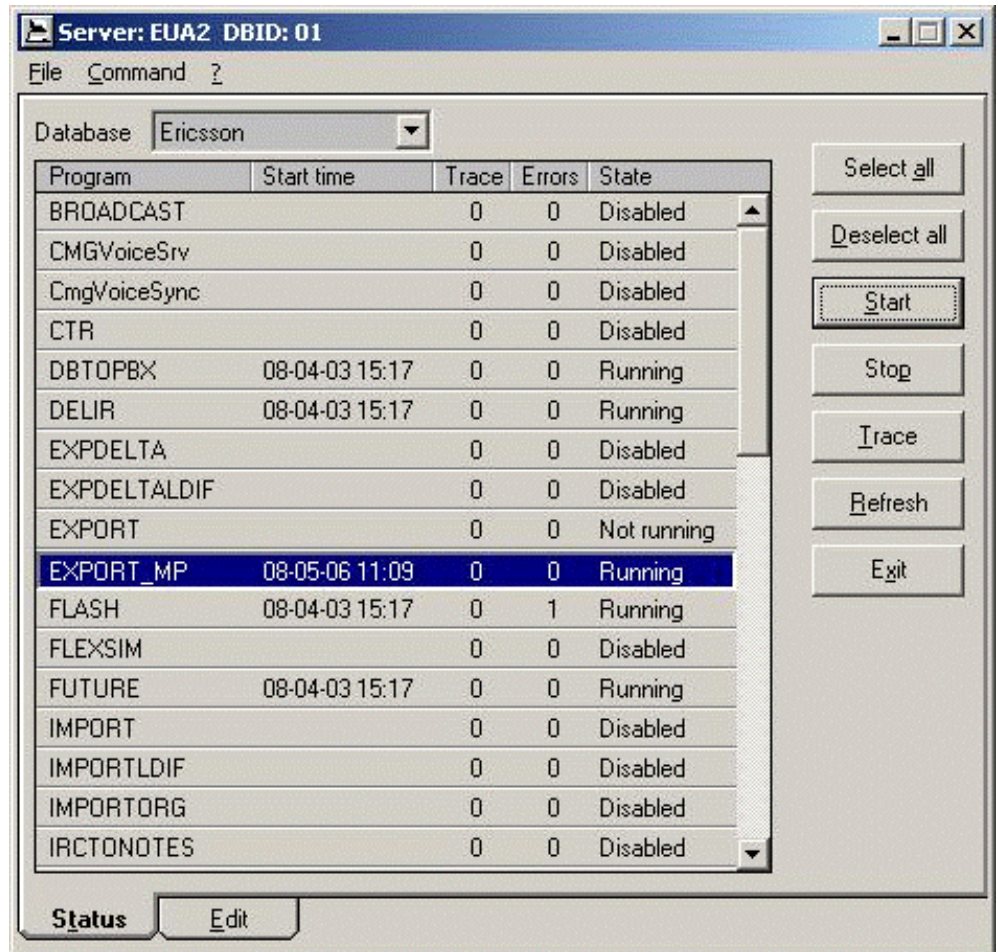 Server: EUA2 DBID: 01
File Command ?
Database Ericsson
Program Start time Trace Errors State
BROADCAST 0 0 Disabled
CMGVoiceSrv 0 0 Disabled
CmgVoiceSync 0 0 Disabled
CTR 0 0 Disabled
DBTOPBX 08-04-03 15:17 0 0 Running
DELIR 08-04-03 15:17 0 0 Running
EXPDELTA 0 0 Disabled
EXPDELTALDIF 0 0 Disabled
EXPORT 0 0 Not running
EXPORT_MP 08-05-06 11:09 0 0 Running
FLASH 08-04-03 15:17 0 1 Running
FLEXSIM 0 0 Disabled
FUTURE 08-04-03 15:17 0 0 Running
IMPORT 0 0 Disabled
IMPORTLDIF 0 0 Disabled
IMPORTORG 0 0 Disabled
IRCTONOTES 0 0 Disabled
Select all
Deselect all
Start
Stop
Trace
Refresh
Exit
Status Edit